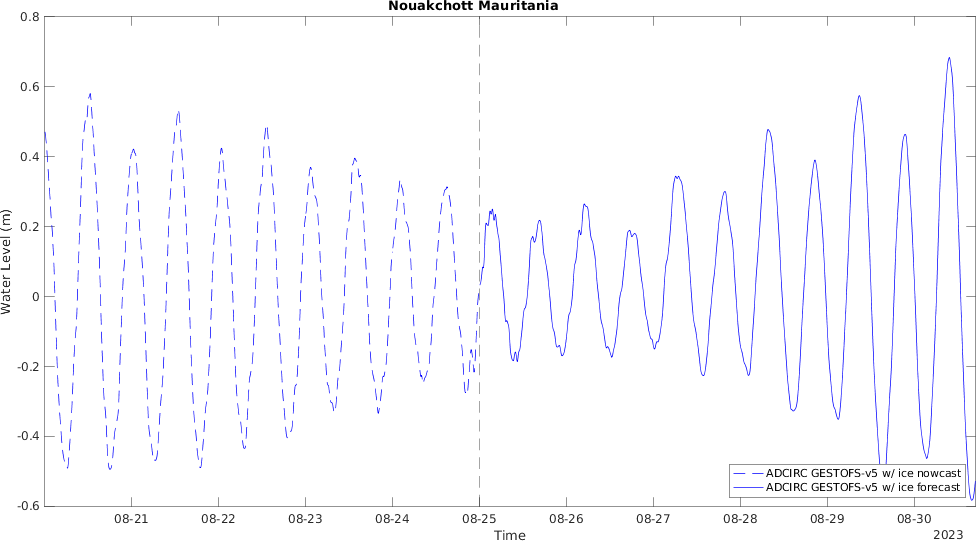 Nouakchott Mauritania
0.8
0.6
0.4
0.2
0
-0.2
-0.4
-0.6
Water Level (m)
ADCIRC GESTOFS-v5 w/ ice nowcast
ADCIRC GESTOFS-v5 w/ ice forecast
08-21 08-22 08-23 08-24 08-25 08-26 08-27 08-28 08-29 08-30
Time
2023